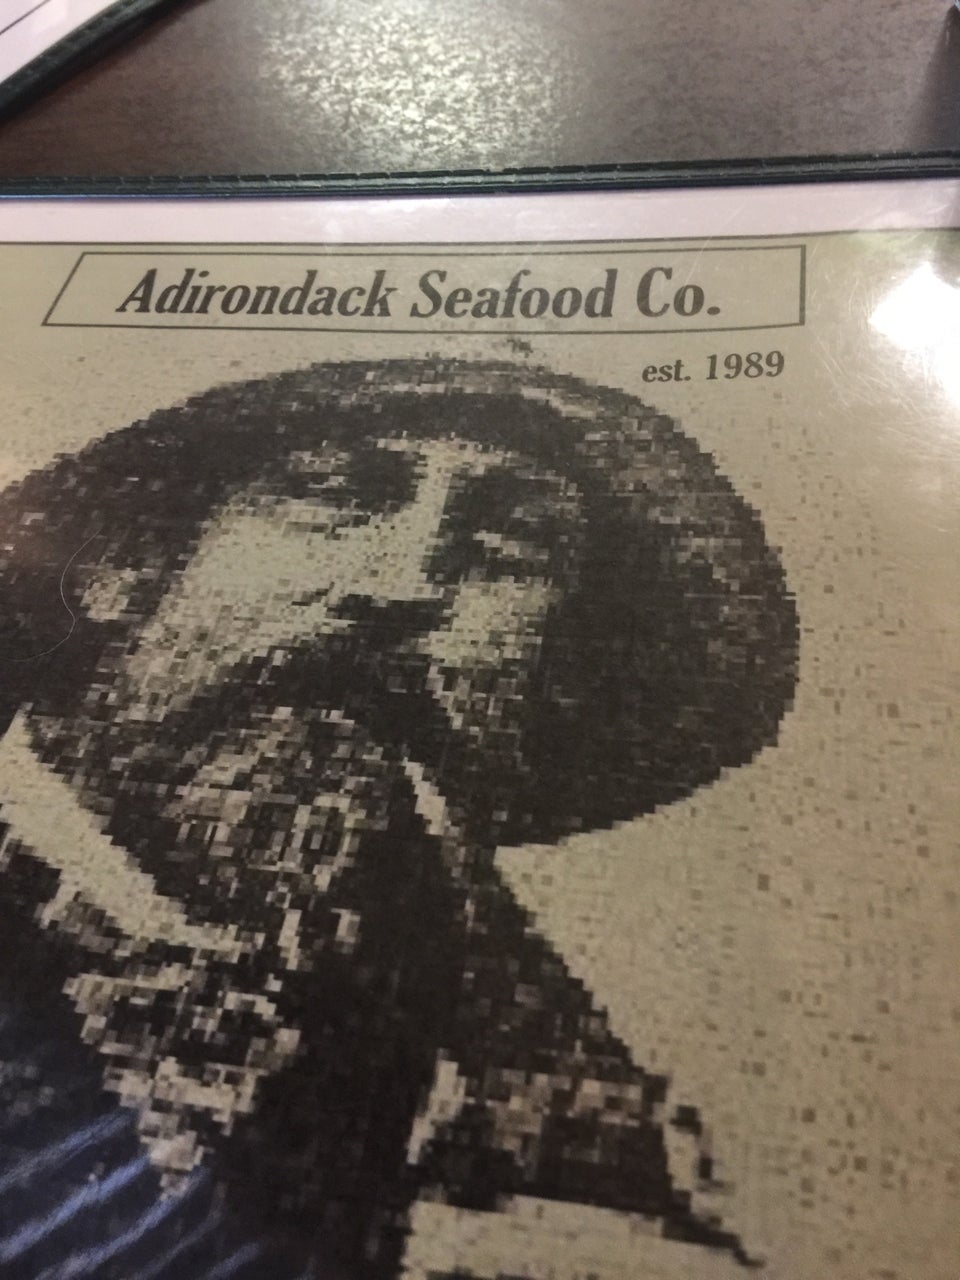 Adirondack Seafood Co.
est. 1989